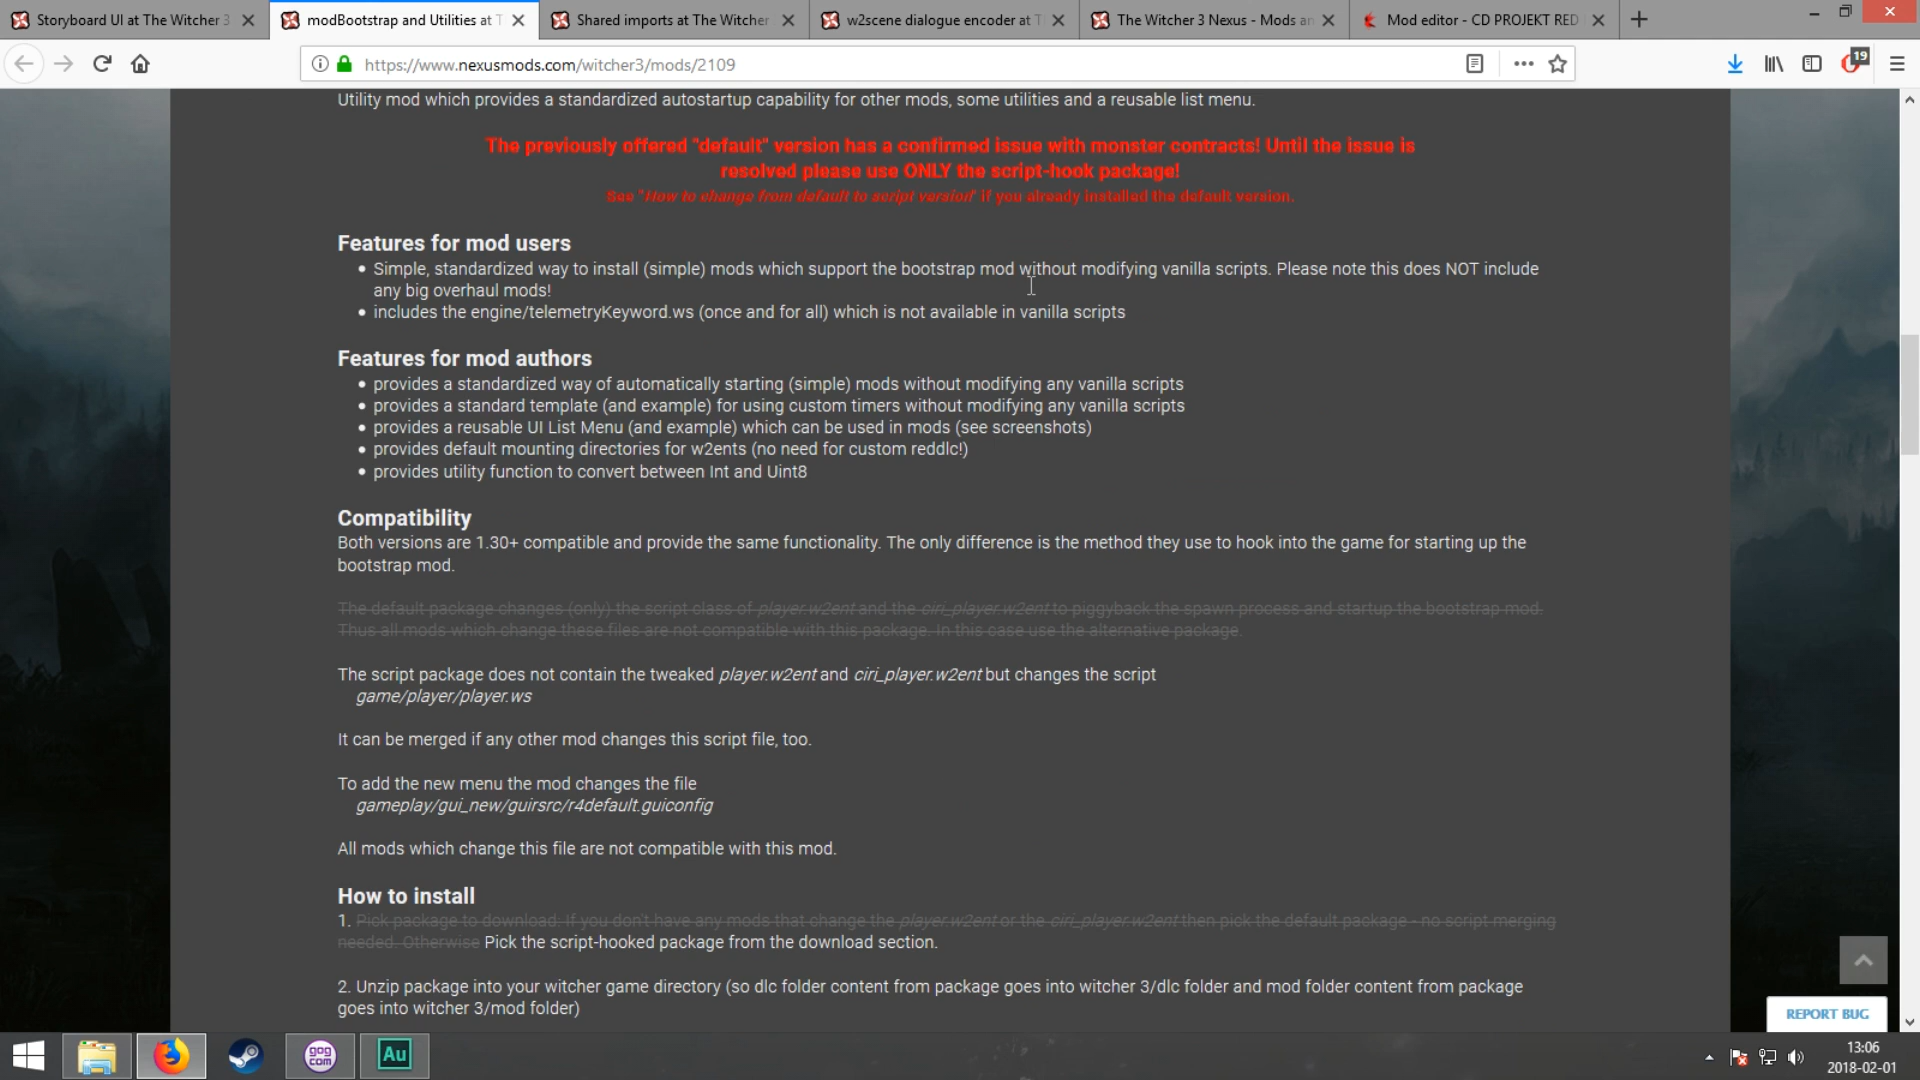 Storyboard UI at The Witcher 3
modBootstrap and Utilities at T
Shared imports at The Witcher
w2scene dialogue encoder at T
The Witcher 3 Nexus - Mods an
Mod editor - CD PROJEKT RED
https://www.nexusmods.com/witcher3/mods/2109
19
Utility mod which provides a standardized autostartup capability for other mods, some utilities and a reusable list menu.
The previously offered "default" version has a confirmed issue with monster contracts! Until the issue is
resolved please use ONLY the script-hook package!
See "How to change from default to script version" if you already installed the default version.
Features for mod users
• Simple, standardized way to install (simple) mods which support the bootstrap mod without modifying vanilla scripts. Please note this does NOT include
any big overhaul mods!
• includes the engine/telemetryKeyword.ws (once and for all) which is not available in vanilla scripts
Features for mod authors
• provides a standardized way of automatically starting (simple) mods without modifying any vanilla scripts
• provides a standard template (and example) for using custom timers without modifying any vanilla scripts
• provides a reusable UI List Menu (and example) which can be used in mods (see screenshots)
• provides default mounting directories for w2ents (no need for custom reddlc!)
• provides utility function to convert between Int and Uint8
Compatibility
Both versions are 1.30+ compatible and provide the same functionality. The only difference is the method they use to hook into the game for starting up the
bootstrap mod.
The default package changes (only) the script class of player.w2ent and the ciri_player.w2ent to piggyback the spawn process and startup the bootstrap mod.
Thus all mods which change these files are not compatible with this package. In this case use the alternative package.
The script package does not contain the tweaked player.w2ent and ciri_player.w2ent but changes the script
game/player/player.ws
It can be merged if any other mod changes this script file, too.
To add the new menu the mod changes the file
gameplay/gui_new/guirsrc/r4default.guiconfig
All mods which change this file are not compatible with this mod.
How to install
1. Pick package to download: If you don't have any mods that change the player.w2ent or the ciri_player.w2ent then pick the default package - no script merging
needed. Otherwise Pick the script-hooked package from the download section.
2. Unzip package into your witcher game directory (so dlc folder content from package goes into witcher 3/dlc folder and mod folder content from package
goes into witcher 3/mod folder)
REPORT BUG
gog
com
Au
13:06
2018-02-01